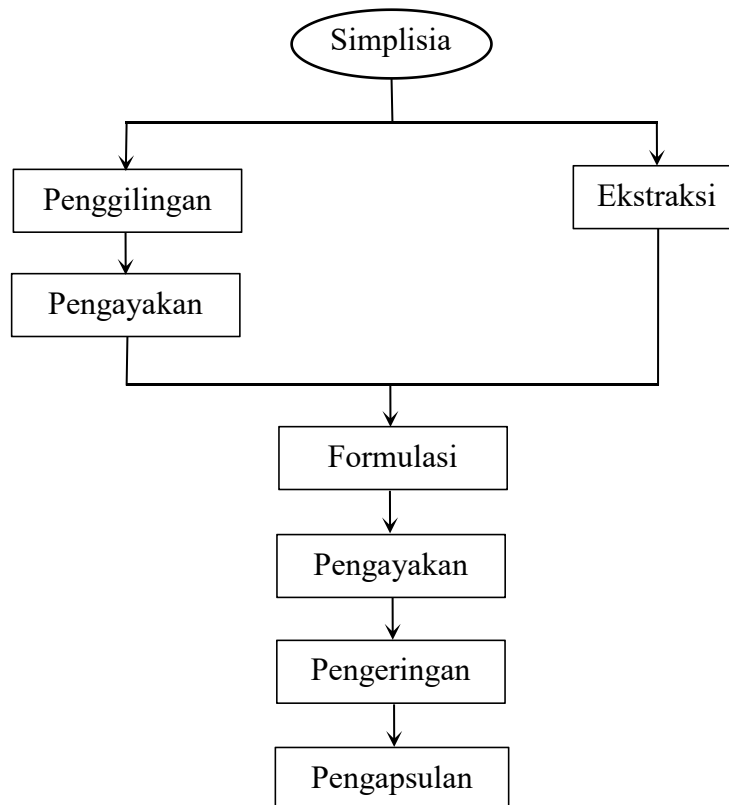 Simplisia
Penggilingan
Ekstraksi
Pengayakan
Formulasi
Pengayakan
Pengeringan
Pengapsulan